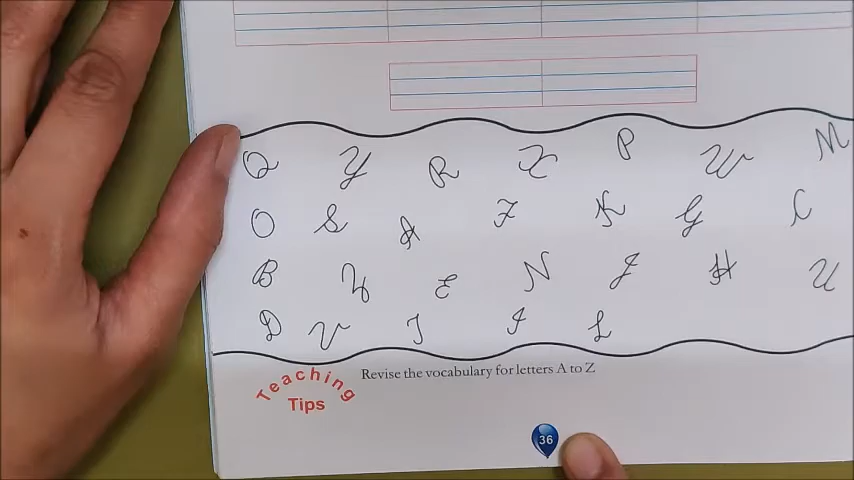 Q Y R X P W M
O S A F K G C
B Z E N J H U
D V T I L
Teaching Tips
Revise the vocabulary for letters A to Z
36